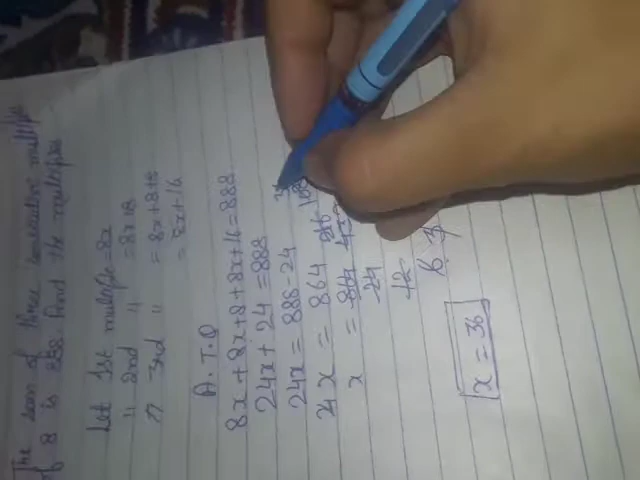 The sum of three consecutive multiple
of 8 is 888. Find the multiples
Let 1st multiple = 8x
" 2nd " = 8x+8
" 3rd " = 8x+8+8
= 8x+16
A.T.Q
8x+8x+8+8x+16=888
24x+24=888
24x=888-24
24x=864
x = 864
24
12
x=36